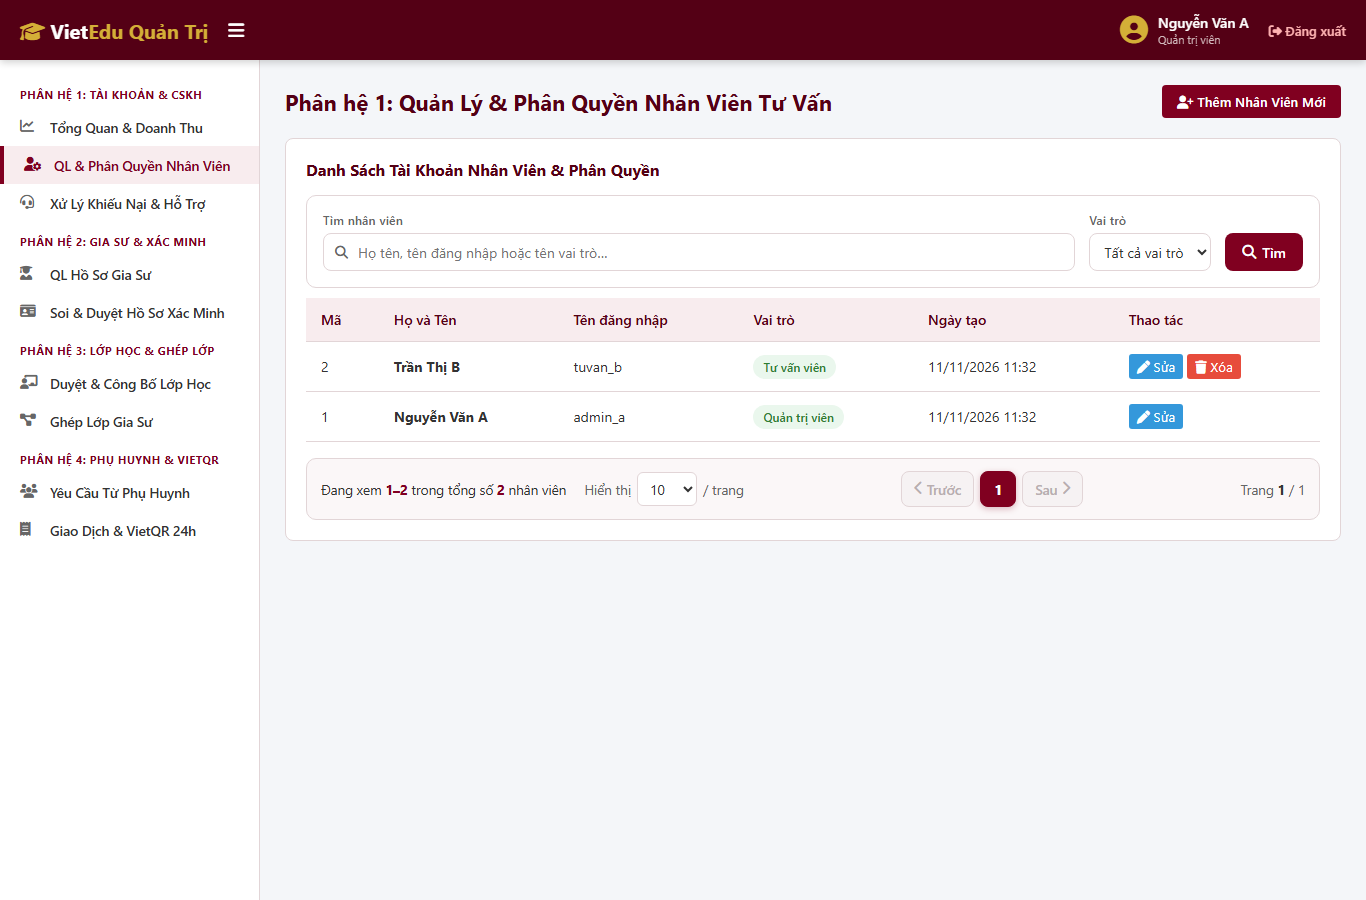 VietEdu Quản Trị
Nguyễn Văn A
Quản trị viên
Đăng xuất
PHÂN HỆ 1: TÀI KHOẢN & CSKH
Tổng Quan & Doanh Thu
QL & Phân Quyền Nhân Viên
Xử Lý Khiếu Nại & Hỗ Trợ
PHÂN HỆ 2: GIA SƯ & XÁC MINH
QL Hồ Sơ Gia Sư
Soi & Duyệt Hồ Sơ Xác Minh
PHÂN HỆ 3: LỚP HỌC & GHÉP LỚP
Duyệt & Công Bố Lớp Học
Ghép Lớp Gia Sư
PHÂN HỆ 4: PHỤ HUYNH & VIETQR
Yêu Cầu Từ Phụ Huynh
Giao Dịch & VietQR 24h
Phân hệ 1: Quản Lý & Phân Quyền Nhân Viên Tư Vấn
Thêm Nhân Viên Mới
Danh Sách Tài Khoản Nhân Viên & Phân Quyền
Tìm nhân viên
Vai trò
Họ tên, tên đăng nhập hoặc tên vai trò...
Tất cả vai trò
Tìm
Mã Họ và Tên Tên đăng nhập Vai trò Ngày tạo Thao tác
2 Trần Thị B tuvan_b Tư vấn viên 11/11/2026 11:32 Sửa Xóa
1 Nguyễn Văn A admin_a Quản trị viên 11/11/2026 11:32 Sửa
Đang xem 1–2 trong tổng số 2 nhân viên Hiển thị 10 / trang Trước 1 Sau Trang 1 / 1